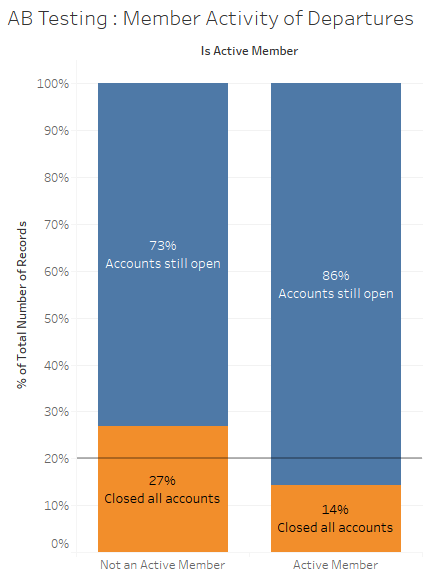 AB Testing : Member Activity of Departures
Is Active Member
% of Total Number of Records
100%
90%
80%
70%
60%
50%
40%
30%
20%
10%
0%
73%
Accounts still open
27%
Closed all accounts
86%
Accounts still open
14%
Closed all accounts
Not an Active Member
Active Member